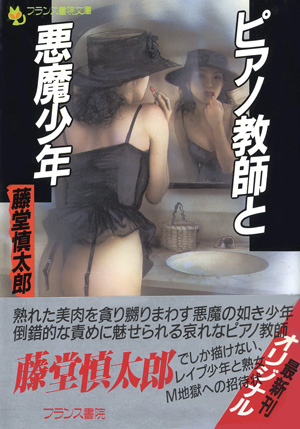 フランス書院文庫
ピアノ教師と
悪魔少年
藤堂慎太郎
熟れた美肉を貪り嬲りまわす悪魔の如き少年
倒錯的な責めに魅せられる哀れなピアノ教師
藤堂慎太郎
でしか描けない、
レイプ少年と熟女
M地獄への招待状
最新刊
オリジナル
フランス書院